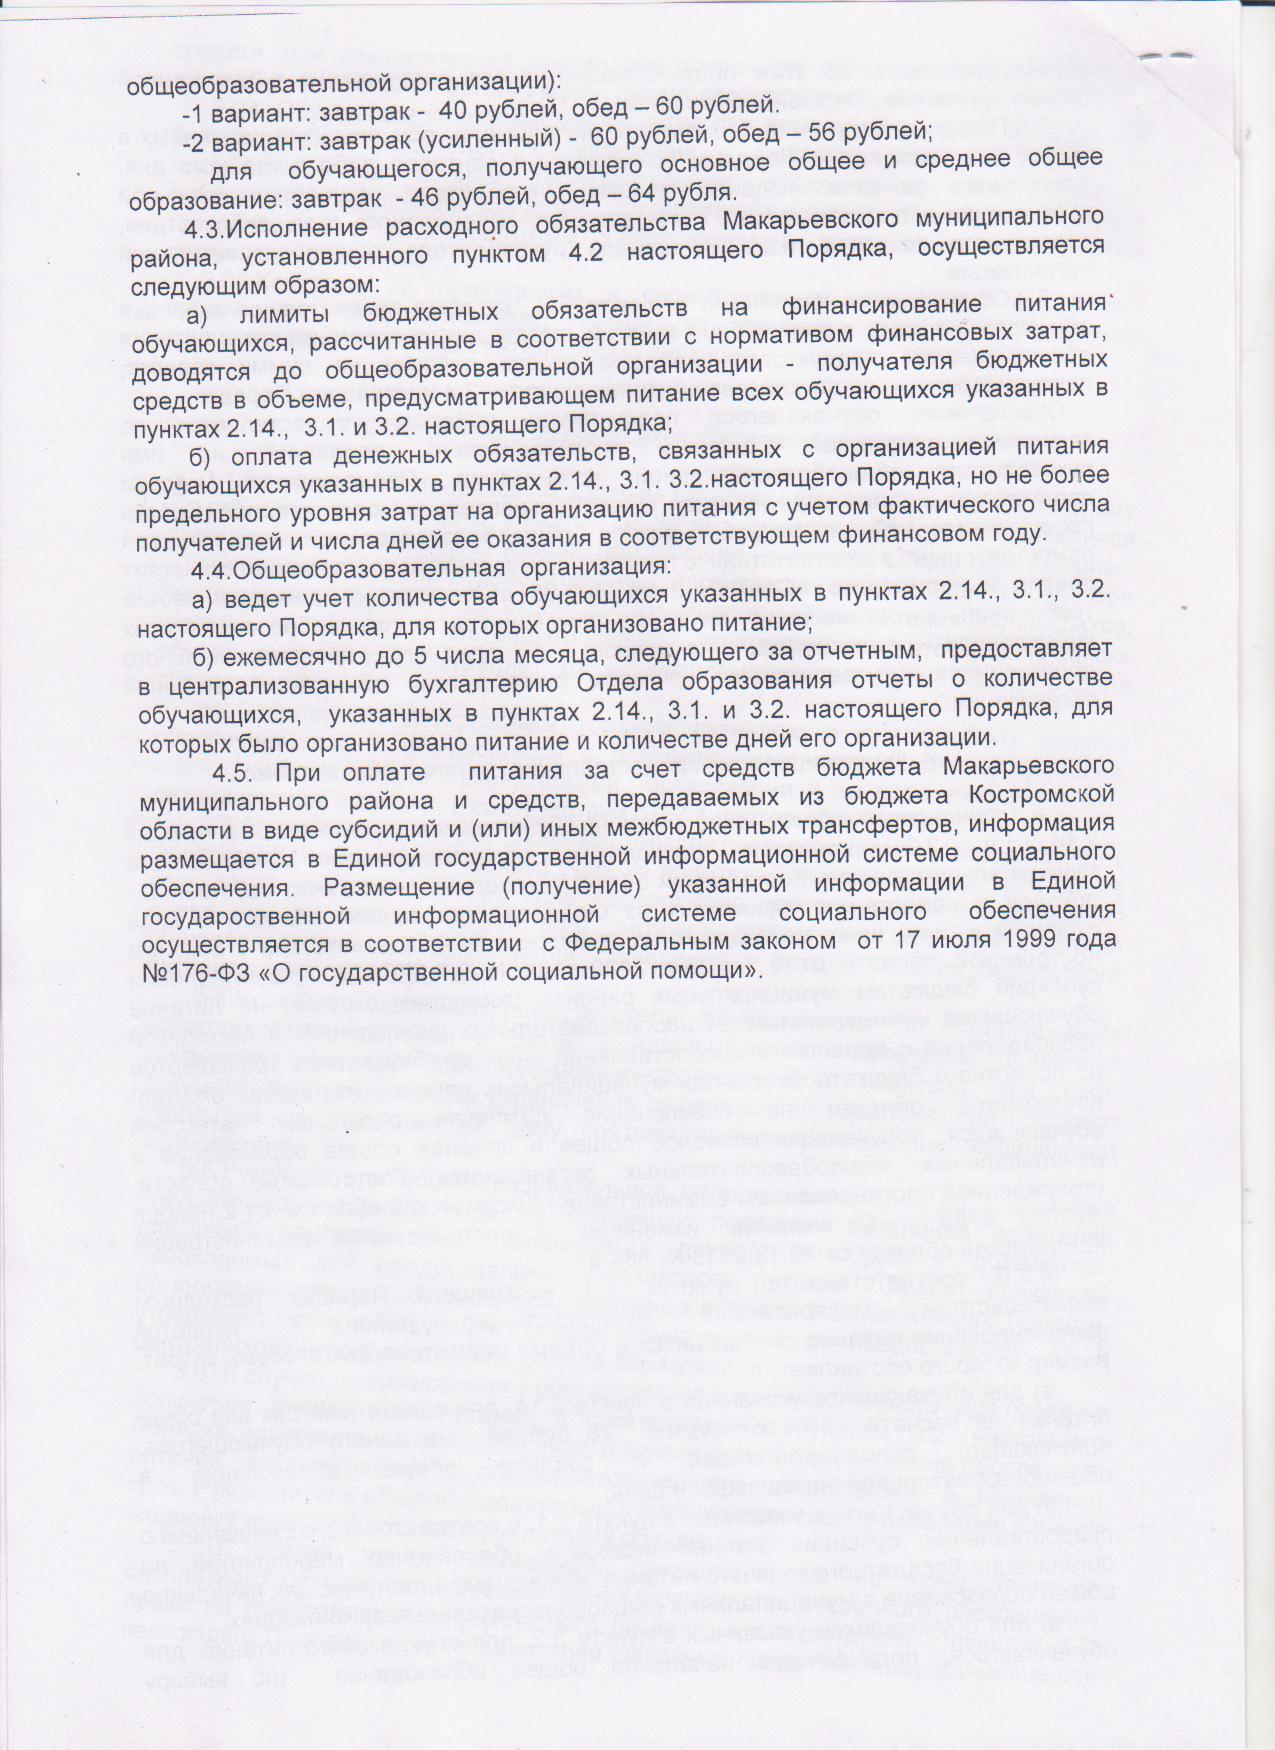 общеобразовательной организации):
-1 вариант: завтрак - 40 рублей, обед – 60 рублей.
-2 вариант: завтрак (усиленный) - 60 рублей, обед – 56 рублей;
для обучающегося, получающего основное общее и среднее общее
образование: завтрак - 46 рублей, обед – 64 рубля.
4.3.Исполнение расходного обязательства Макарьевского муниципального
района, установленного пунктом 4.2 настоящего Порядка, осуществляется
следующим образом:
а) лимиты бюджетных обязательств на финансирование питания
обучающихся, рассчитанные в соответствии с нормативом финансовых затрат,
доводятся до общеобразовательной организации - получателя бюджетных
средств в объеме, предусматривающем питание всех обучающихся указанных в
пунктах 2.14., 3.1. и 3.2. настоящего Порядка;
б) оплата денежных обязательств, связанных с организацией питания
обучающихся указанных в пунктах 2.14., 3.1. 3.2.настоящего Порядка, но не более
предельного уровня затрат на организацию питания с учетом фактического числа
получателей и числа дней ее оказания в соответствующем финансовом году.
4.4.Общеобразовательная организация:
а) ведет учет количества обучающихся указанных в пунктах 2.14., 3.1., 3.2.
настоящего Порядка, для которых организовано питание;
б) ежемесячно до 5 числа месяца, следующего за отчетным, предоставляет
в централизованную бухгалтерию Отдела образования отчеты о количестве
обучающихся, указанных в пунктах 2.14., 3.1. и 3.2. настоящего Порядка, для
которых было организовано питание и количестве дней его организации.
4.5. При оплате питания за счет средств бюджета Макарьевского
муниципального района и средств, передаваемых из бюджета Костромской
области в виде субсидий и (или) иных межбюджетных трансфертов, информация
размещается в Единой государственной информационной системе социального
обеспечения. Размещение (получение) указанной информации в Единой
государоственной информационной системе социального обеспечения
осуществляется в соответствии с Федеральным законом от 17 июля 1999 года
№176-ФЗ «О государственной социальной помощи».